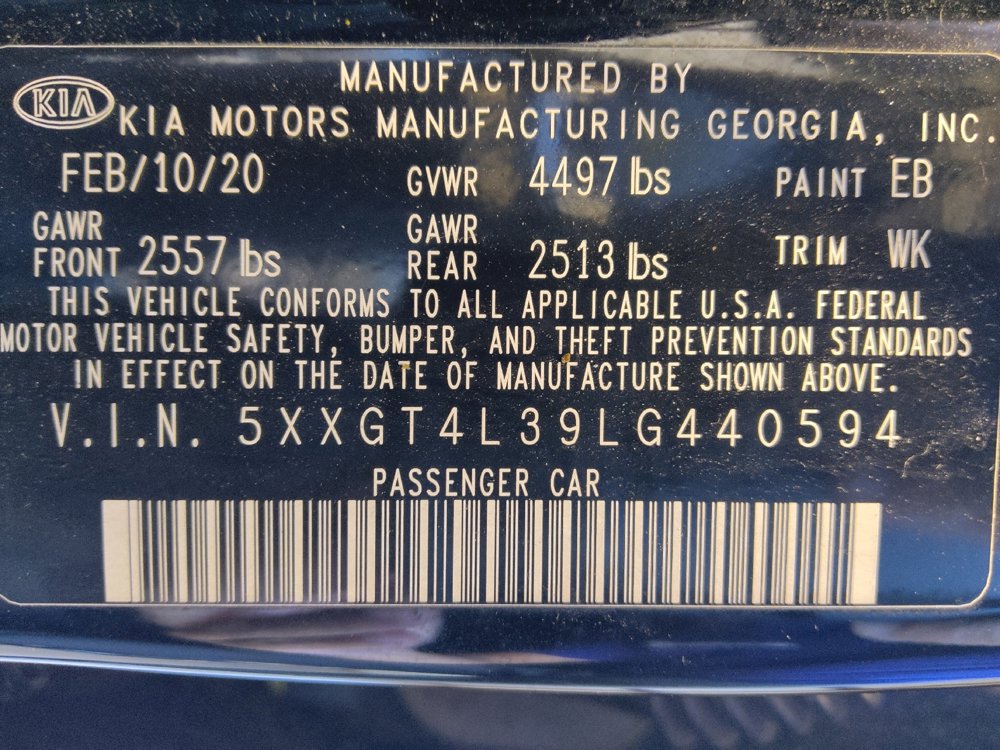 MANUFACTURED BY
KIA
KIA MOTORS MANUFACTURING GEORGIA, INC.
FEB/10/20 GVWR 4497 lbs PAINT EB
GAWR FRONT 2557 lbs GAWR REAR 2513 lbs TRIM WK
THIS VEHICLE CONFORMS TO ALL APPLICABLE U.S.A. FEDERAL
MOTOR VEHICLE SAFETY, BUMPER, AND THEFT PREVENTION STANDARDS
IN EFFECT ON THE DATE OF MANUFACTURE SHOWN ABOVE.
V.I.N. 5XXGT4L39LG440594
PASSENGER CAR